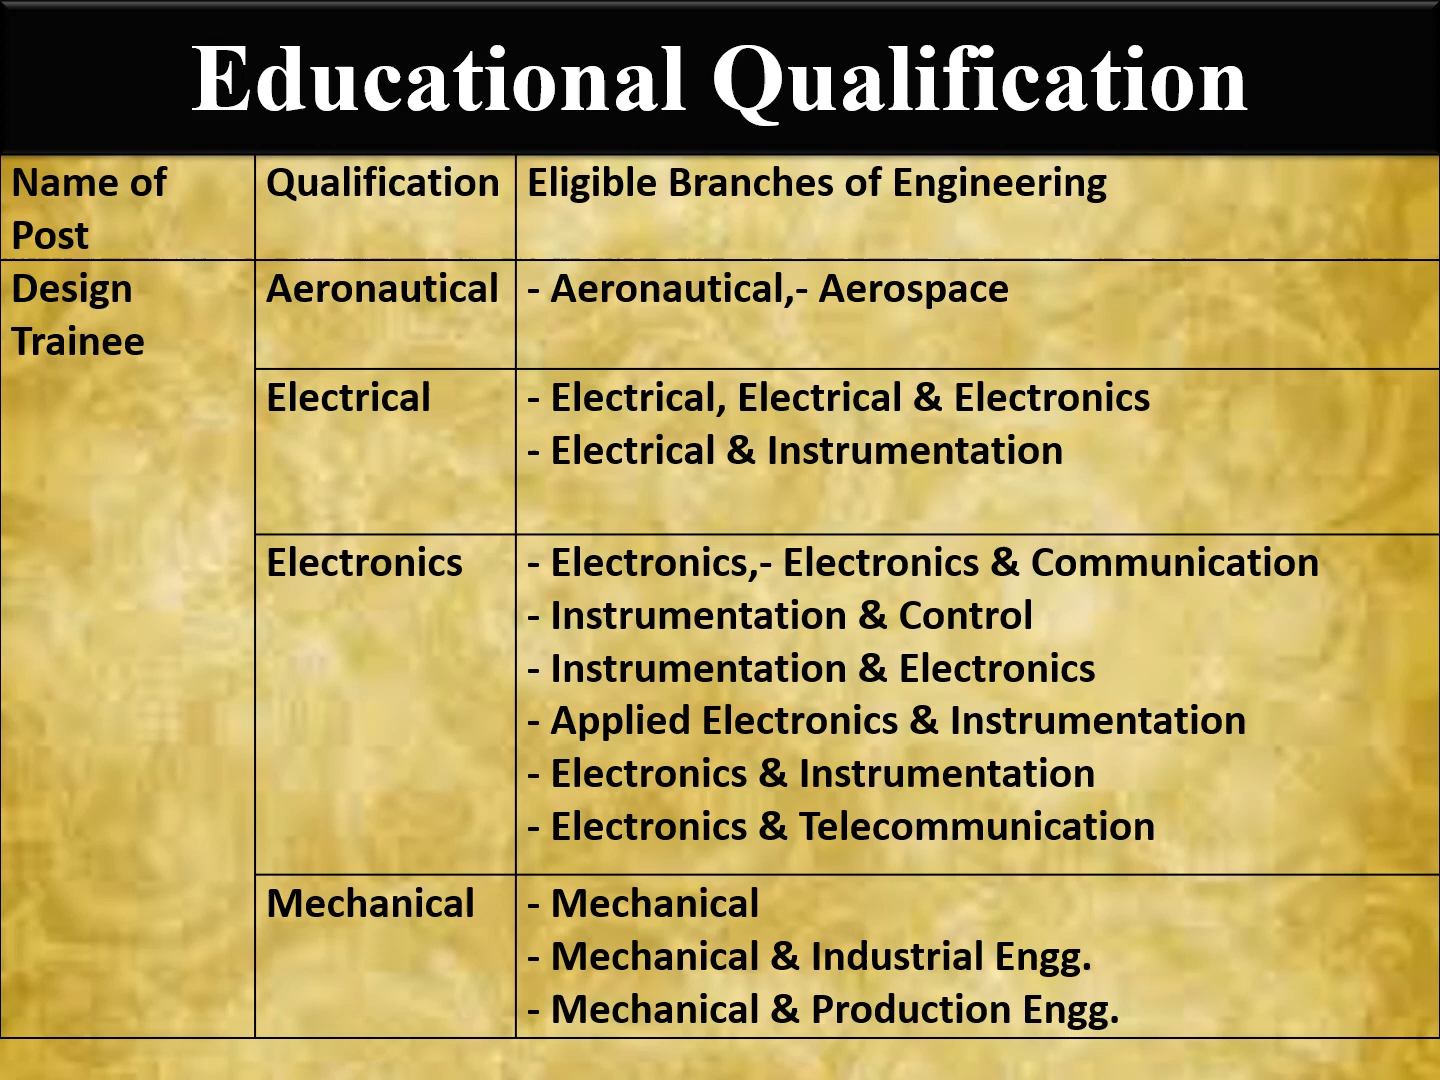 Educational Qualification
Name of
Post
Qualification
Eligible Branches of Engineering
Design
Trainee
Aeronautical
- Aeronautical,- Aerospace
Electrical
- Electrical, Electrical & Electronics
- Electrical & Instrumentation
Electronics
- Electronics,- Electronics & Communication
- Instrumentation & Control
- Instrumentation & Electronics
- Applied Electronics & Instrumentation
- Electronics & Instrumentation
- Electronics & Telecommunication
Mechanical
- Mechanical
- Mechanical & Industrial Engg.
- Mechanical & Production Engg.